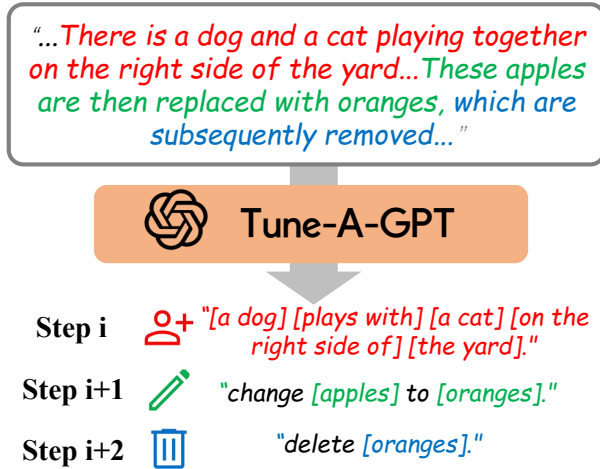 "...There is a dog and a cat playing together
on the right side of the yard...These apples
are then replaced with oranges, which are
subsequently removed..."
Tune-A-GPT
Step i "[a dog] [plays with] [a cat] [on the
right side of] [the yard]."
Step i+1 "change [apples] to [oranges]."
Step i+2 "delete [oranges]."